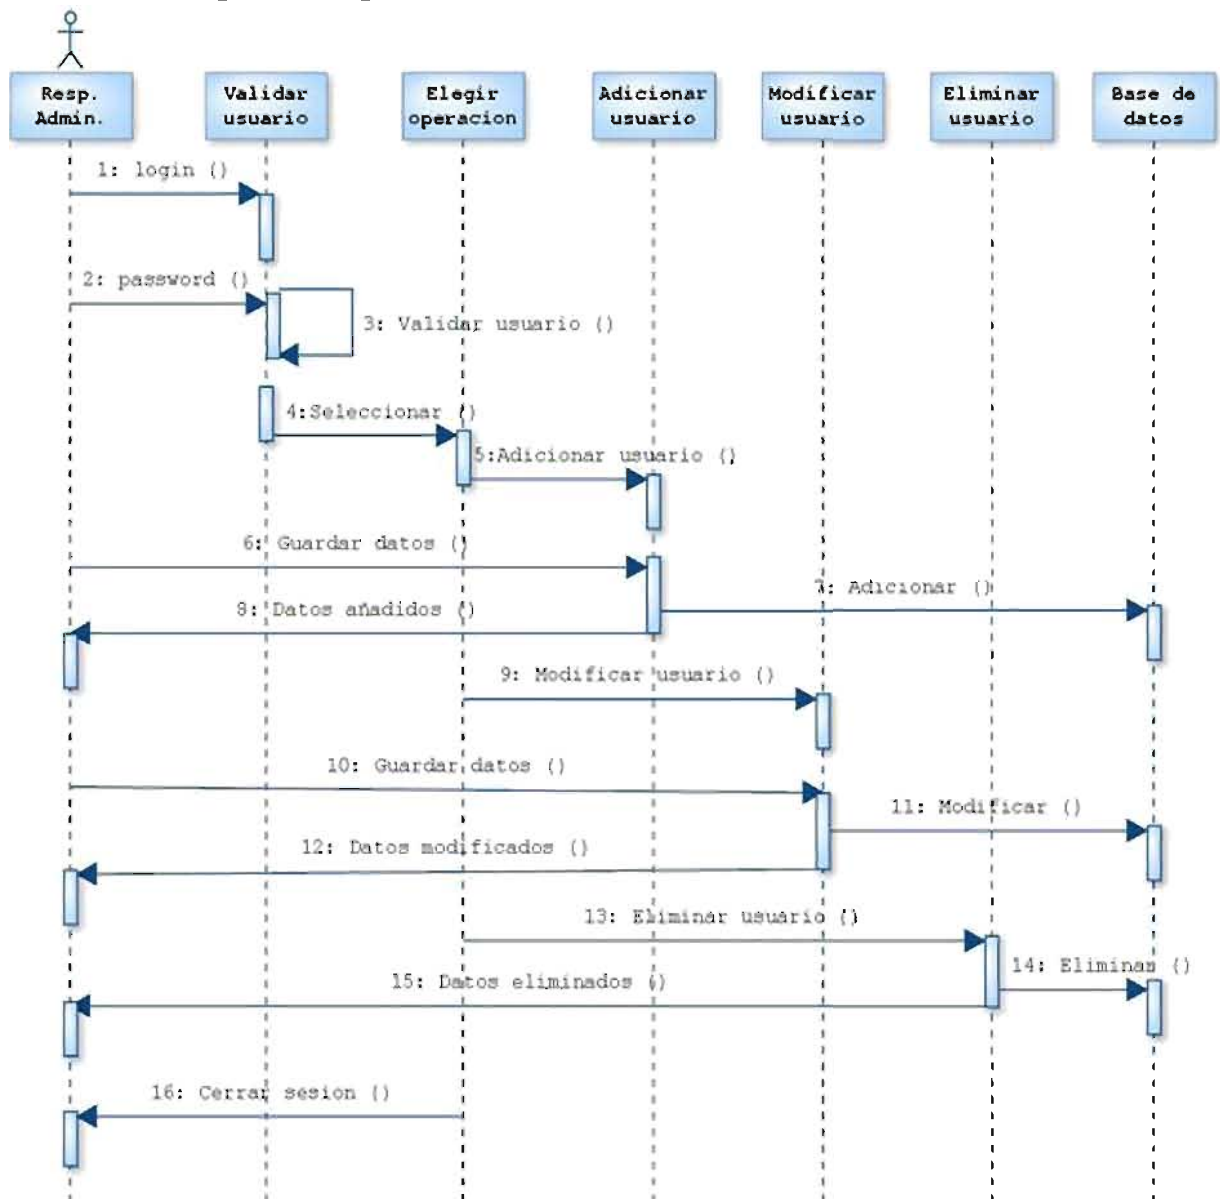 Resp.
Admin.
Validar
usuario
Elegir
operacion
Adicionar
usuario
Modificar
usuario
Eliminar
usuario
Base de
datos
1: login ()
2: password ()
3: Validar usuario ()
4:Seleccionar ()
5:Adicionar usuario ()
6: Guardar datos ()
7: Adicionar ()
8: Datos añadidos ()
9: Modificar usuario ()
10: Guardar datos ()
11: Modificar ()
12: Datos modificados ()
13: Eliminar usuario ()
14: Eliminar ()
15: Datos eliminados ()
16: Cerrar sesion ()